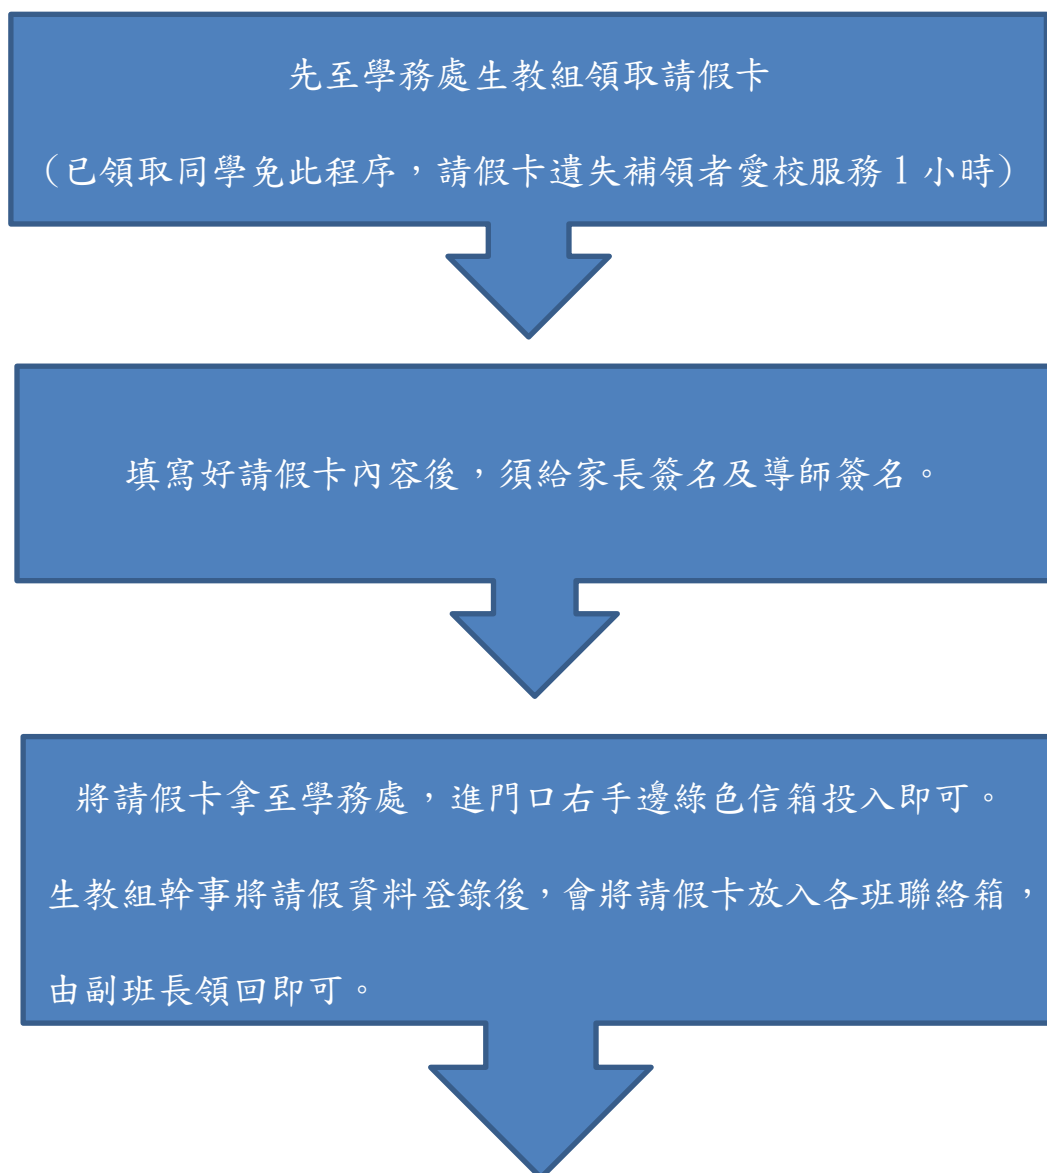 先至學務處生教組領取請假卡
(已領取同學免此程序，請假卡遺失補領者愛校服務 1 小時)
填寫好請假卡內容後，須給家長簽名及導師簽名。
將請假卡拿至學務處，進門口右手邊綠色信箱投入即可。
生教組幹事將請假資料登錄後，會將請假卡放入各班聯絡箱，
由副班長領回即可。